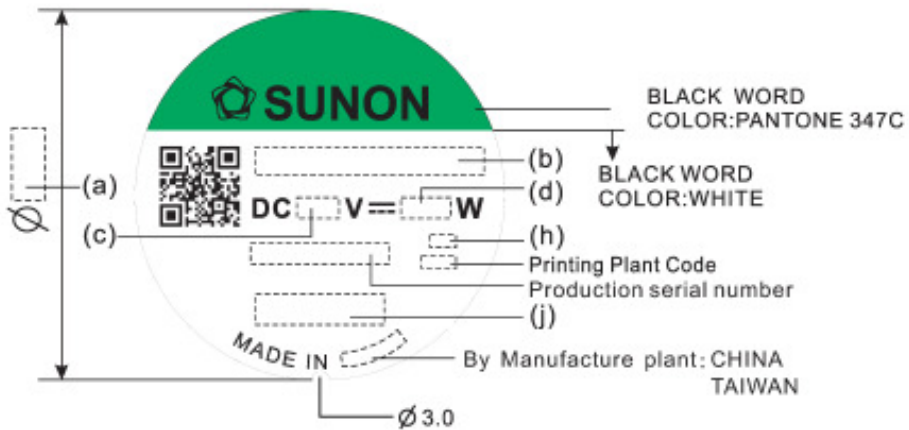 SUNON
BLACK WORD
COLOR:PANTONE 347C
(b)
BLACK WORD
COLOR:WHITE
(a)
(d)
DC V⎓ W
(c)
(h)
Printing Plant Code
Production serial number
(j)
MADE IN
By Manufacture plant: CHINA
TAIWAN
Ø
Ø 3.0